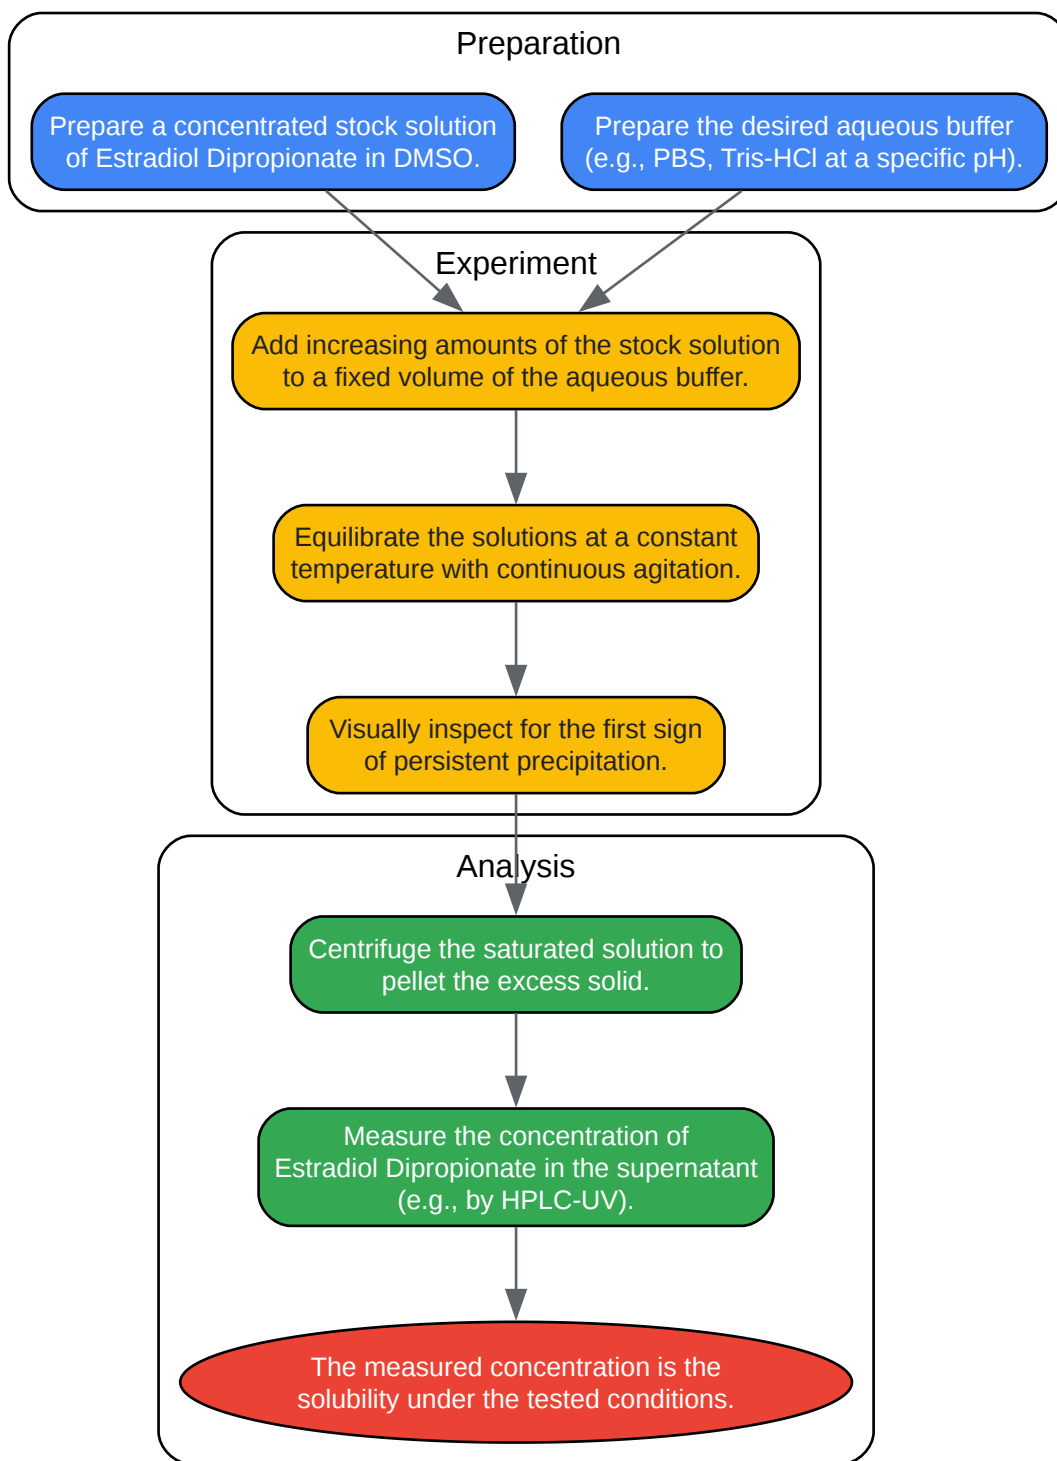 Preparation
Prepare a concentrated stock solution
of Estradiol Dipropionate in DMSO.
Prepare the desired aqueous buffer
(e.g., PBS, Tris-HCl at a specific pH).
Experiment
Add increasing amounts of the stock solution
to a fixed volume of the aqueous buffer.
Equilibrate the solutions at a constant
temperature with continuous agitation.
Visually inspect for the first sign
of persistent precipitation.
Analysis
Centrifuge the saturated solution to
pellet the excess solid.
Measure the concentration of
Estradiol Dipropionate in the supernatant
(e.g., by HPLC-UV).
The measured concentration is the
solubility under the tested conditions.